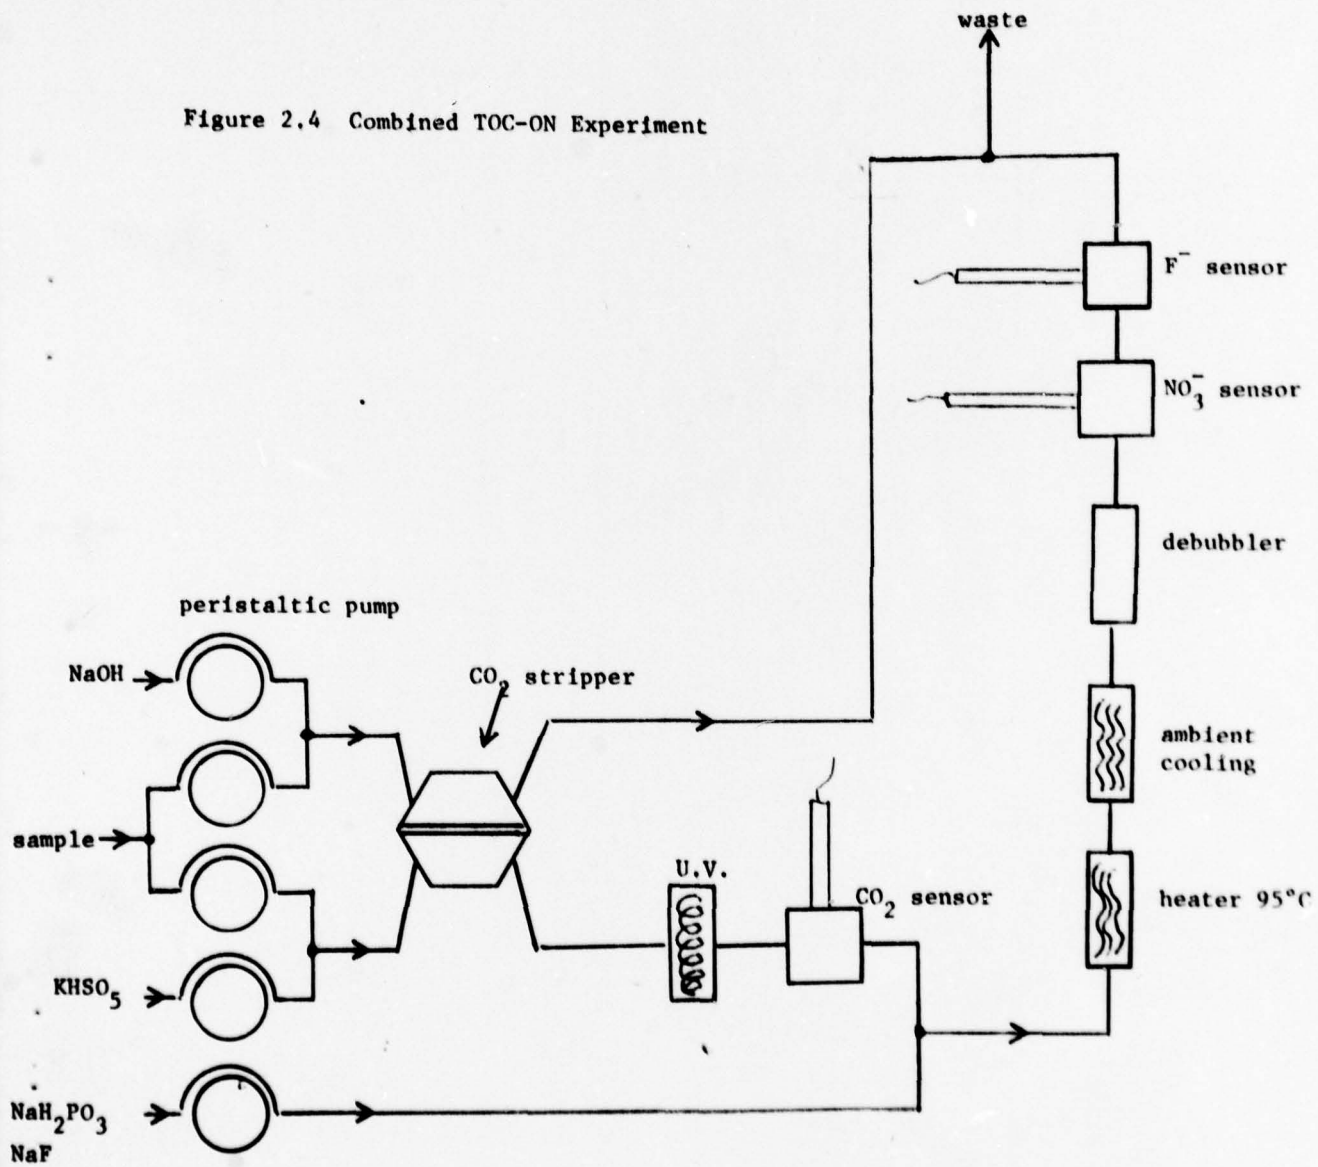 waste
Figure 2.4 Combined TOC-ON Experiment
F⁻ sensor
NO₃⁻ sensor
debubbler
peristaltic pump
NaOH
CO₂ stripper
ambient
cooling
sample
U.V.
CO₂ sensor
heater 95°C
KHSO₅
NaH₂PO₃
NaF